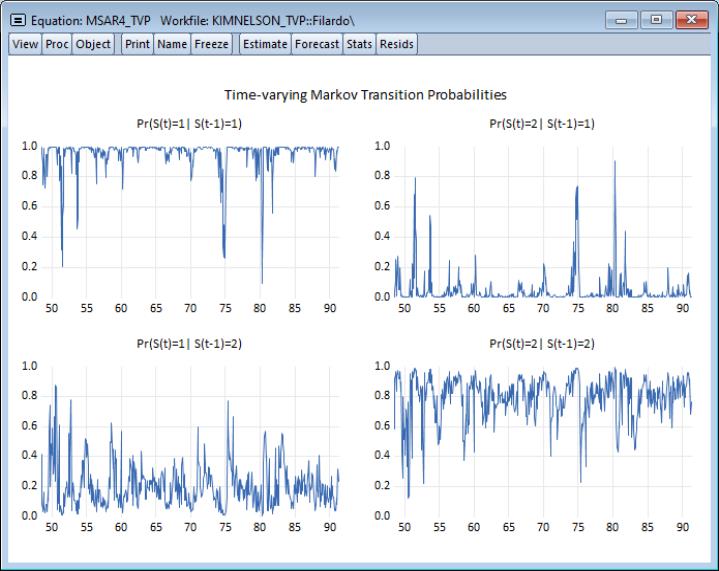 Equation: MSAR4_TVP   Workfile: KIMNELSON_TVP::Filardo\
View Proc Object Print Name Freeze Estimate Forecast Stats Resids
Time-varying Markov Transition Probabilities
Pr(S(t)=1| S(t-1)=1)
1.0
0.8
0.6
0.4
0.2
0.0
50 55 60 65 70 75 80 85 90
Pr(S(t)=2| S(t-1)=1)
1.0
0.8
0.6
0.4
0.2
0.0
50 55 60 65 70 75 80 85 90
Pr(S(t)=1| S(t-1)=2)
1.0
0.8
0.6
0.4
0.2
0.0
50 55 60 65 70 75 80 85 90
Pr(S(t)=2| S(t-1)=2)
1.0
0.8
0.6
0.4
0.2
0.0
50 55 60 65 70 75 80 85 90